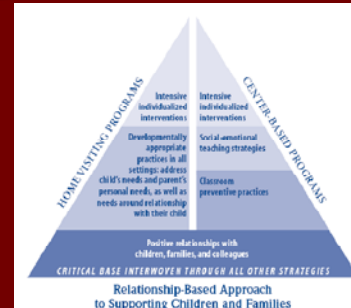 HOME VISITING PROGRAMS
CENTER-BASED PROGRAMS
Intensive
individualized
interventions
Developmentally
appropriate
practices in all
settings: address
child's needs and parent's
personal needs, as well as
needs around relationship
with their child
Intensive
individualized
interventions
Social-emotional
teaching strategies
Classroom
preventive practices
Positive relationships with
children, families, and colleagues
CRITICAL BASE INTERWOVEN THROUGH ALL OTHER STRATEGIES
Relationship-Based Approach
to Supporting Children and Families